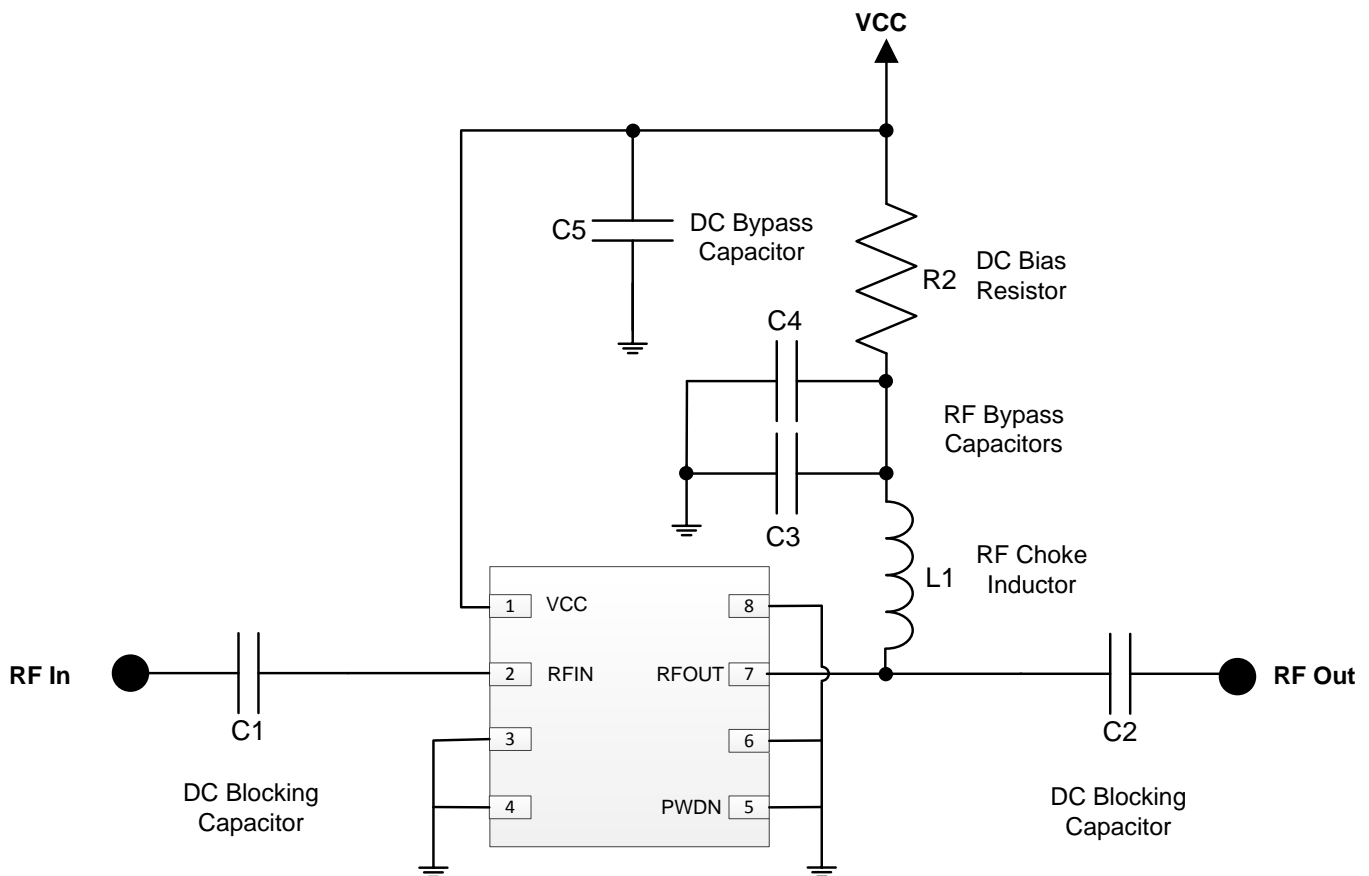 VCC
C5
DC Bypass
Capacitor
R2
DC Bias
Resistor
C4
RF Bypass
Capacitors
C3
L1
RF Choke
Inductor
1
VCC
8
RF In
2
RFIN
RFOUT
7
RF Out
C1
C2
3
6
DC Blocking
Capacitor
4
PWDN
5
DC Blocking
Capacitor